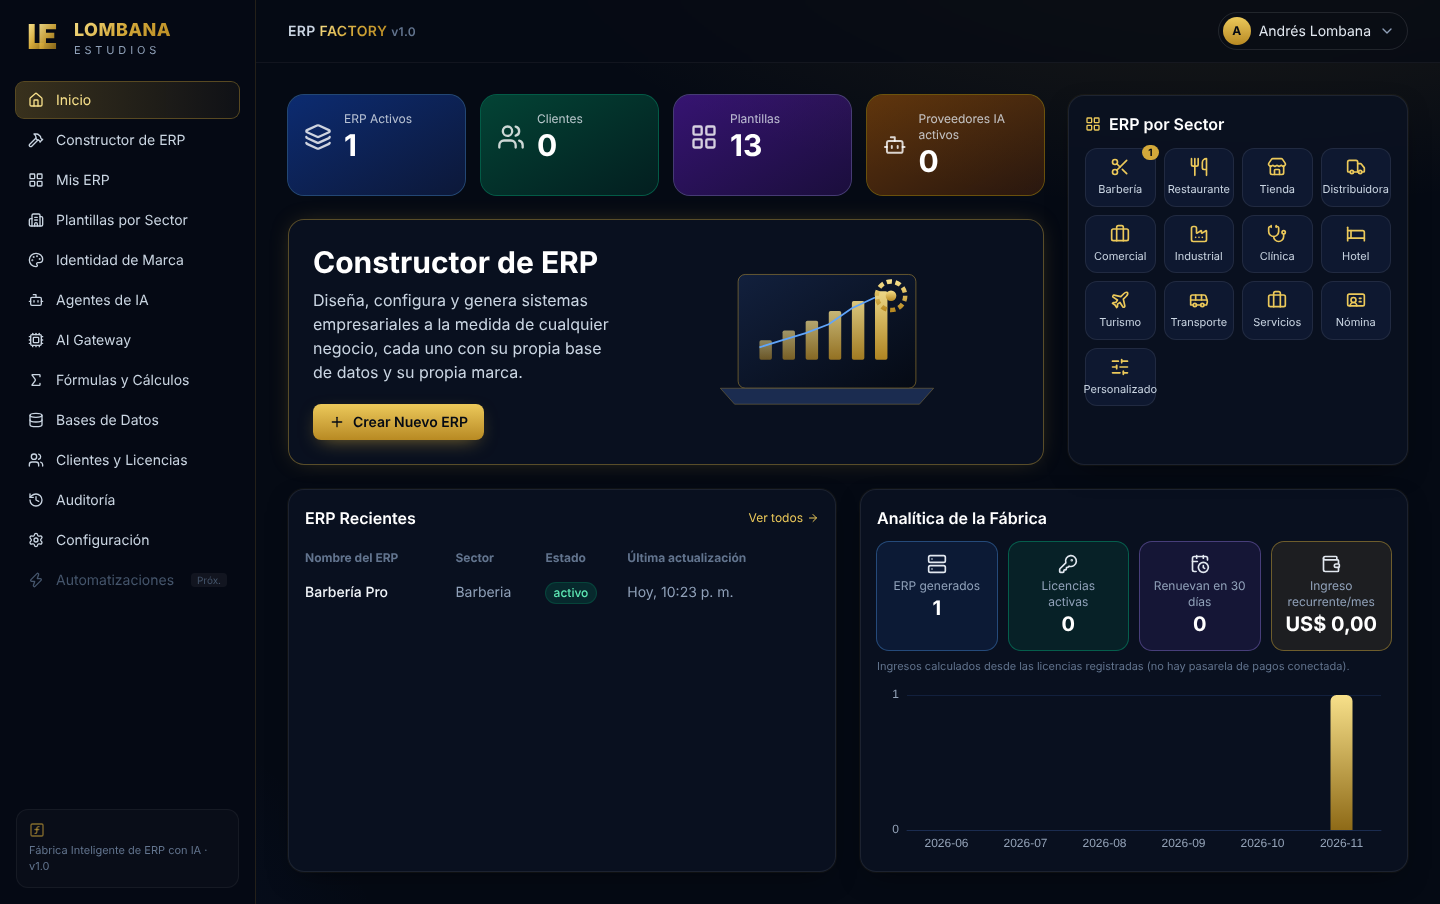 LOMBANA
ESTUDIOS
Inicio
Constructor de ERP
Mis ERP
Plantillas por Sector
Identidad de Marca
Agentes de IA
AI Gateway
Fórmulas y Cálculos
Bases de Datos
Clientes y Licencias
Auditoría
Configuración
Automatizaciones Próx.
Fábrica Inteligente de ERP con IA ·
v1.0
ERP FACTORY v1.0
A Andrés Lombana
ERP Activos
1
Clientes
0
Plantillas
13
Proveedores IA
activos
0
Constructor de ERP
Diseña, configura y genera sistemas
empresariales a la medida de cualquier
negocio, cada uno con su propia base
de datos y su propia marca.
Crear Nuevo ERP
ERP por Sector
1
Barbería Restaurante Tienda Distribuidora
Comercial Industrial Clínica Hotel
Turismo Transporte Servicios Nómina
Personalizado
ERP Recientes
Ver todos
Nombre del ERP Sector Estado Última actualización
Barbería Pro Barberia activo Hoy, 10:23 p. m.
Analítica de la Fábrica
ERP generados
1
Licencias
activas
0
Renuevan en 30
días
0
Ingreso
recurrente/mes
US$ 0,00
Ingresos calculados desde las licencias registradas (no hay pasarela de pagos conectada).
1
0
2026-06 2026-07 2026-08 2026-09 2026-10 2026-11